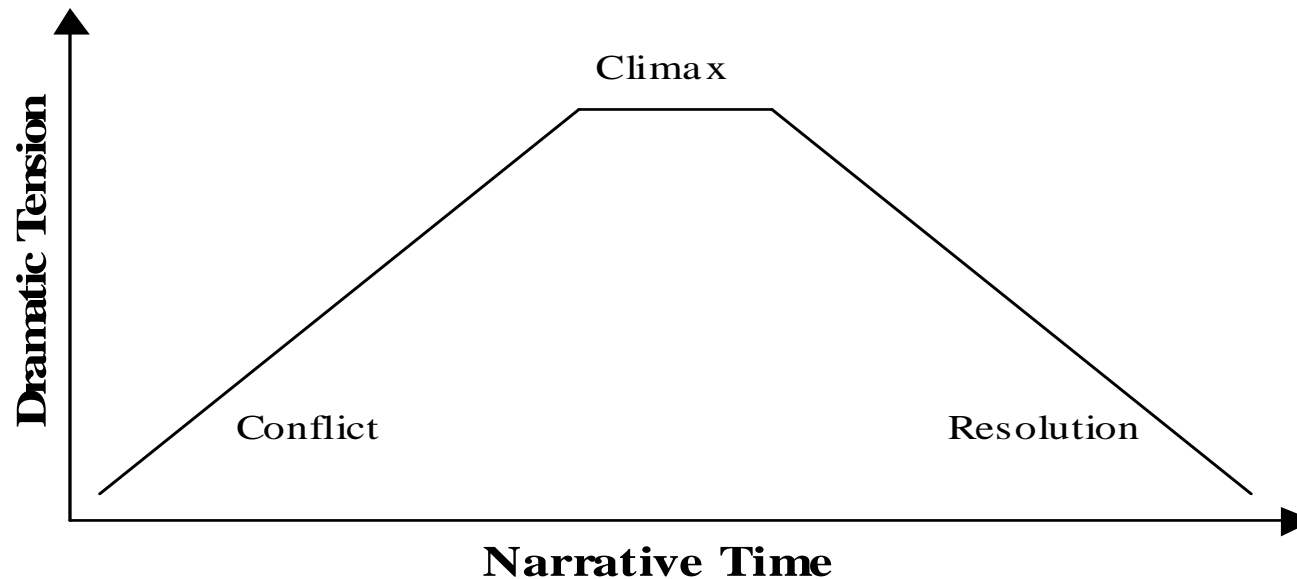 Climax
Dramatic Tension
Conflict
Resolution
Narrative Time